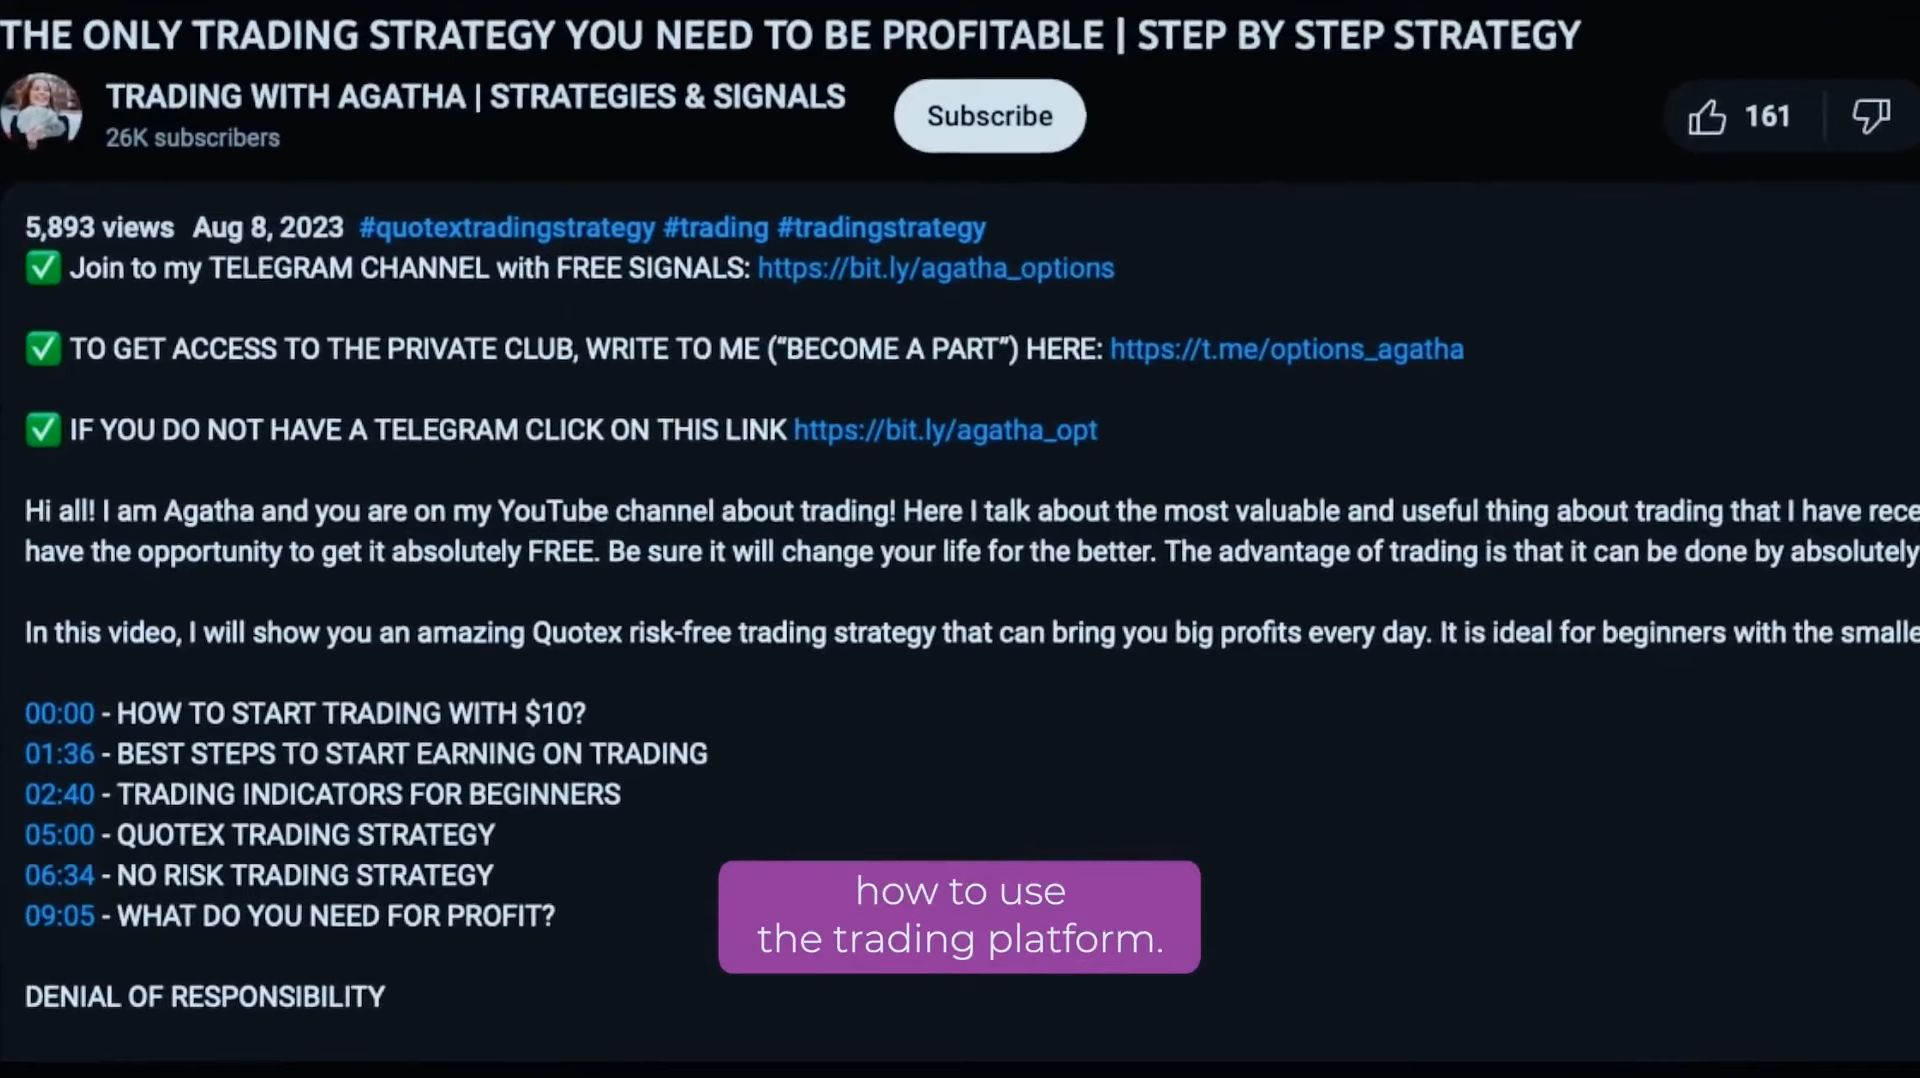 THE ONLY TRADING STRATEGY YOU NEED TO BE PROFITABLE | STEP BY STEP STRATEGY
TRADING WITH AGATHA | STRATEGIES & SIGNALS
26K subscribers
Subscribe
161
5,893 views Aug 8, 2023 #quotextradingstrategy #trading #tradingstrategy
✅ Join to my TELEGRAM CHANNEL with FREE SIGNALS: https://bit.ly/agatha_options
✅ TO GET ACCESS TO THE PRIVATE CLUB, WRITE TO ME (“BECOME A PART”) HERE: https://t.me/options_agatha
✅ IF YOU DO NOT HAVE A TELEGRAM CLICK ON THIS LINK https://bit.ly/agatha_opt
Hi all! I am Agatha and you are on my YouTube channel about trading! Here I talk about the most valuable and useful thing about trading that I have rece
have the opportunity to get it absolutely FREE. Be sure it will change your life for the better. The advantage of trading is that it can be done by absolutely
In this video, I will show you an amazing Quotex risk-free trading strategy that can bring you big profits every day. It is ideal for beginners with the smalle
00:00 - HOW TO START TRADING WITH $10?
01:36 - BEST STEPS TO START EARNING ON TRADING
02:40 - TRADING INDICATORS FOR BEGINNERS
05:00 - QUOTEX TRADING STRATEGY
06:34 - NO RISK TRADING STRATEGY
09:05 - WHAT DO YOU NEED FOR PROFIT?
how to use
the trading platform.
DENIAL OF RESPONSIBILITY